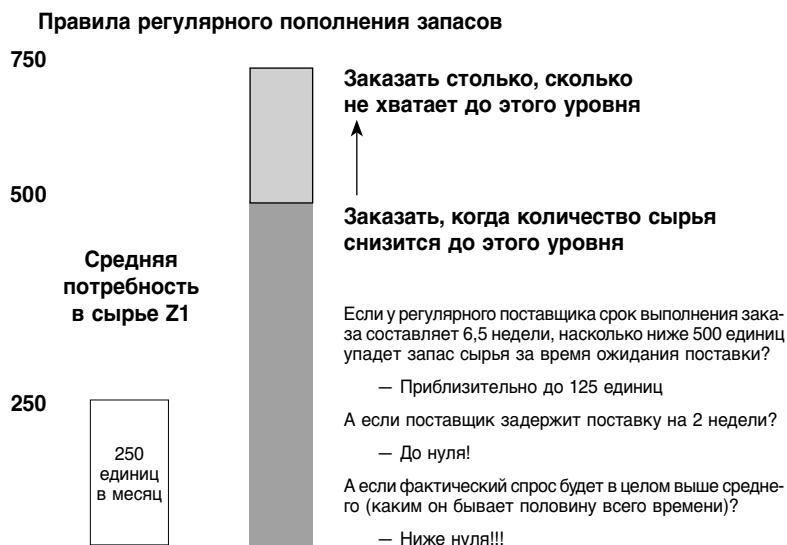 Правила регулярного пополнения запасов
750
Заказать столько, сколько
не хватает до этого уровня
500
Заказать, когда количество сырья
снизится до этого уровня
Средняя
потребность
в сырье Z1
Если у регулярного поставщика срок выполнения зака-
за составляет 6,5 недели, насколько ниже 500 единиц
упадет запас сырья за время ожидания поставки?
— Приблизительно до 125 единиц
250
А если поставщик задержит поставку на 2 недели?
— До нуля!
250
единиц
в месяц
А если фактический спрос будет в целом выше средне-
го (каким он бывает половину всего времени)?
— Ниже нуля!!!